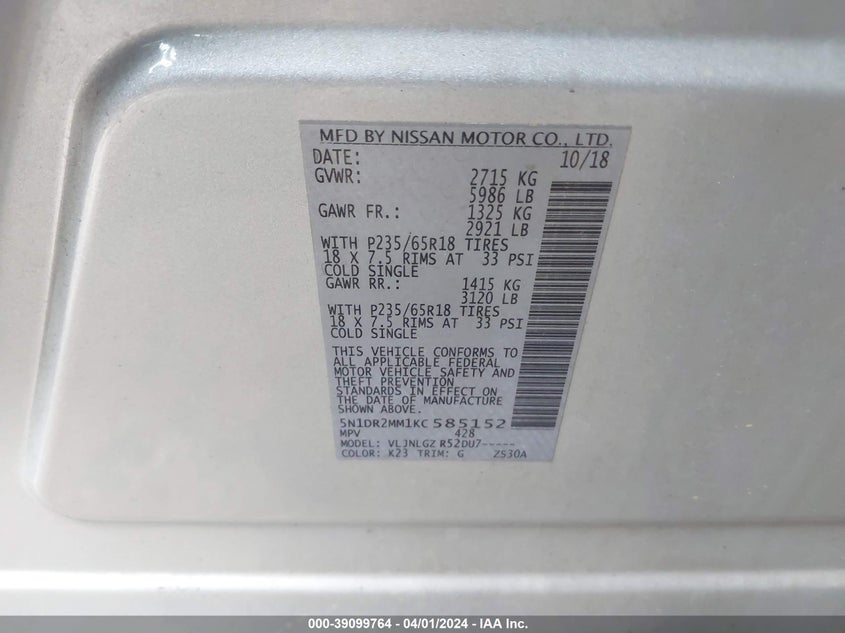 MFD BY NISSAN MOTOR CO., LTD.
DATE: 10/18
GVWR: 2715 KG
5986 LB
GAWR FR.: 1325 KG
2921 LB
WITH P235/65R18 TIRES
18 X 7.5 RIMS AT 33 PSI
COLD SINGLE
GAWR RR.: 1415 KG
3120 LB
WITH P235/65R18 TIRES
18 X 7.5 RIMS AT 33 PSI
COLD SINGLE
THIS VEHICLE CONFORMS TO
ALL APPLICABLE FEDERAL
MOTOR VEHICLE SAFETY AND
THEFT PREVENTION
STANDARDS IN EFFECT ON
THE DATE OF MANUFACTURE
SHOWN ABOVE.
5N1DR2MM1KC 585152
MPV 428
MODEL: VLJNLGZ R52DU7-----
COLOR: K23 TRIM: G ZS30A
000-39099764 / 04/01/2024 - IAA Inc.